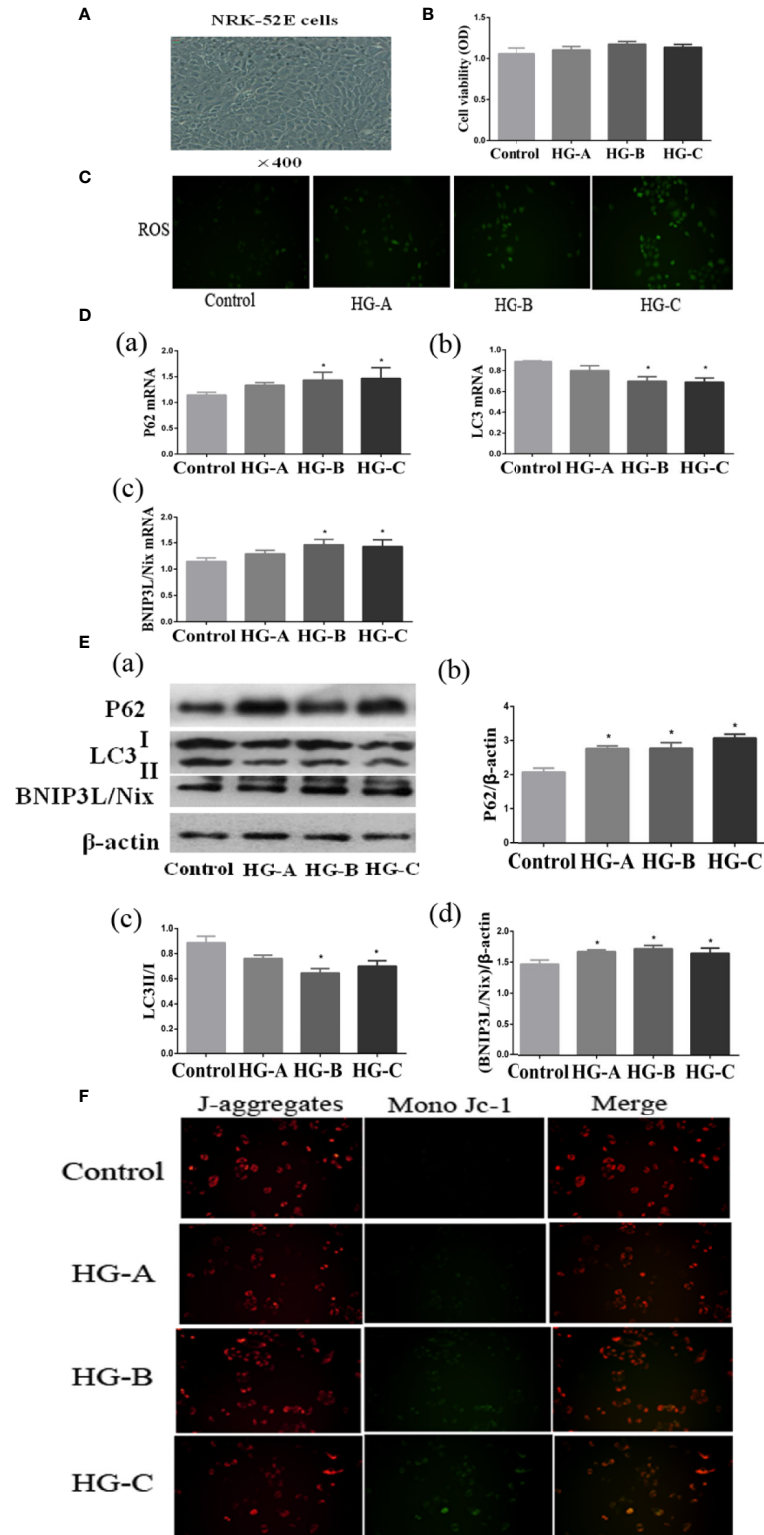 A
NRK-52E cells
×400
B
Cell viability (OD)
1.5
1.0
0.5
0.0
Control HG-A HG-B HG-C
C
ROS
Control HG-A HG-B HG-C
D
(a)
P62 mRNA
2.0
1.5
1.0
0.5
0.0
* *
Control HG-A HG-B HG-C
(b)
LC3 mRNA
1.0
0.8
0.6
0.4
0.2
0.0
* *
Control HG-A HG-B HG-C
(c)
BNIP3L/Nix mRNA
2.0
1.5
1.0
0.5
0.0
* *
Control HG-A HG-B HG-C
E
(a)
P62
LC3 I
II
BNIP3L/Nix
β-actin
Control HG-A HG-B HG-C
(b)
P62/β-actin
4
3
2
1
0
* * *
Control HG-A HG-B HG-C
(c)
LC3II/I
1.0
0.8
0.6
0.4
0.2
0.0
* *
Control HG-A HG-B HG-C
(d)
(BNIP3L/Nix)/β-actin
2.0
1.5
1.0
0.5
0.0
* * *
Control HG-A HG-B HG-C
F
J-aggregates Mono Jc-1 Merge
Control
HG-A
HG-B
HG-C